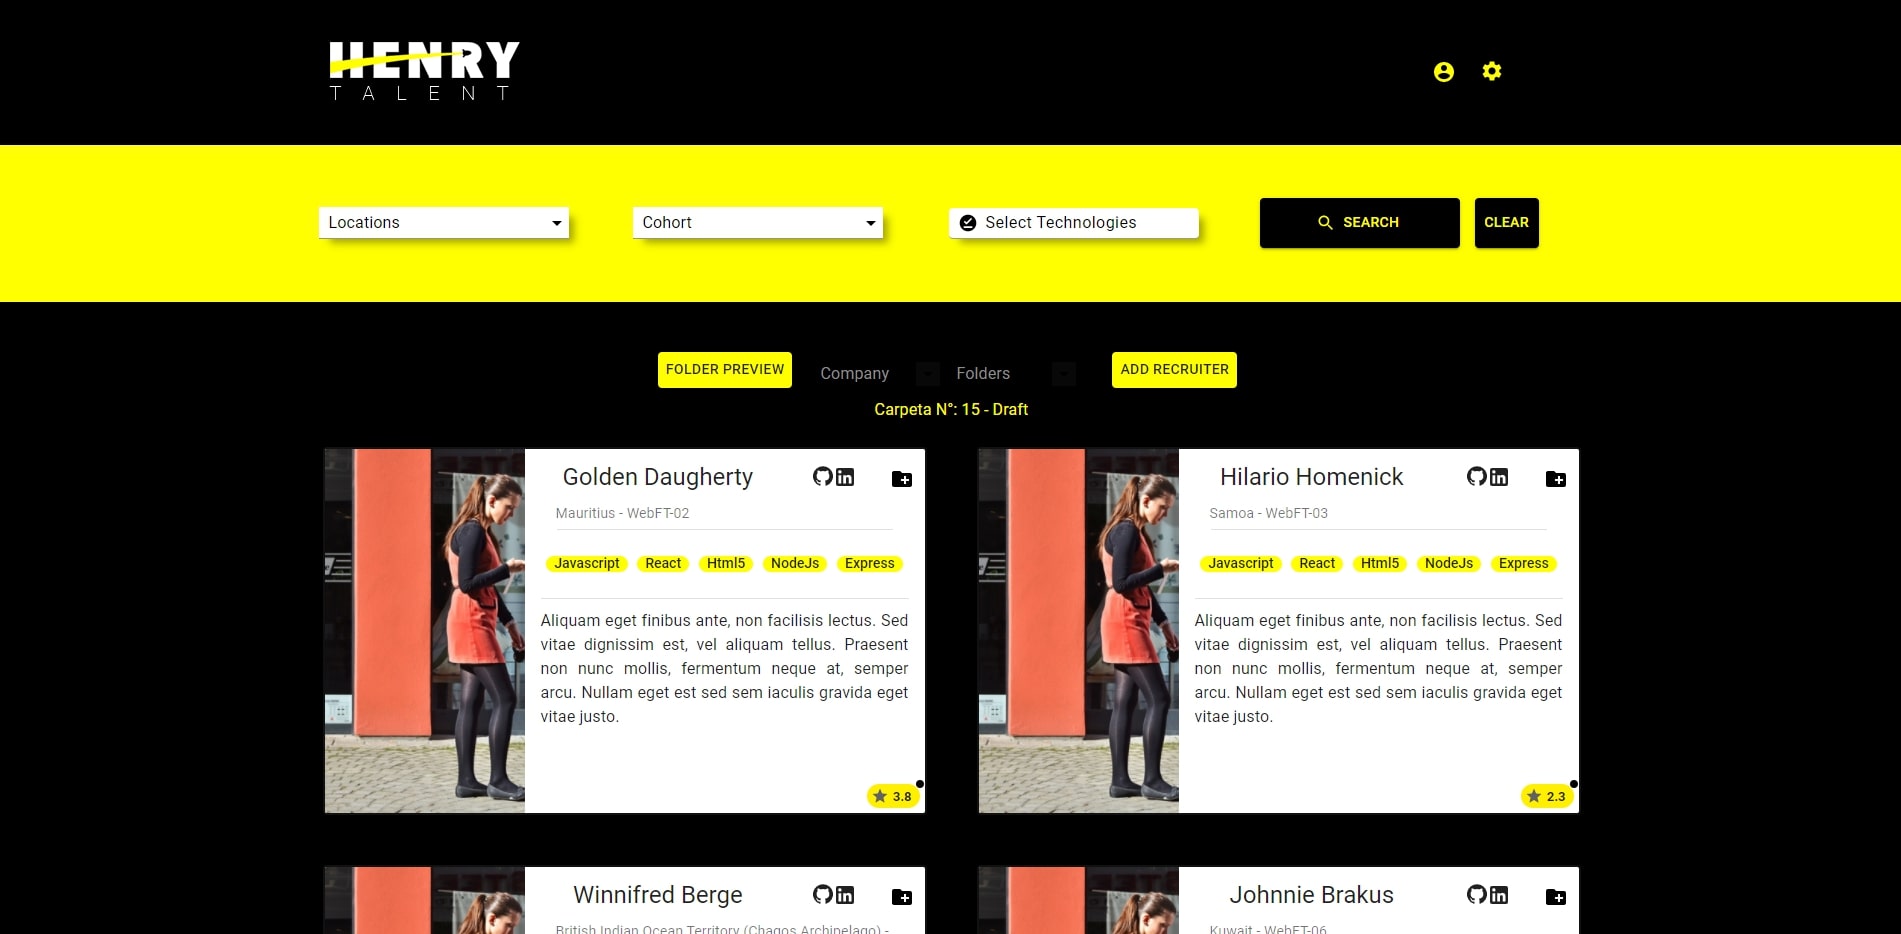 HENRY
TALENT
Locations
Cohort
Select Technologies
SEARCH
CLEAR
FOLDER PREVIEW
Company
Folders
ADD RECRUITER
Carpeta N°: 15 - Draft
Golden Daugherty
Mauritius - WebFT-02
Javascript React Html5 NodeJs Express
Aliquam eget finibus ante, non facilisis lectus. Sed
vitae dignissim est, vel aliquam tellus. Praesent
non nunc mollis, fermentum neque at, semper
arcu. Nullam eget est sed sem iaculis gravida eget
vitae justo.
3.8
Hilario Homenick
Samoa - WebFT-03
Javascript React Html5 NodeJs Express
Aliquam eget finibus ante, non facilisis lectus. Sed
vitae dignissim est, vel aliquam tellus. Praesent
non nunc mollis, fermentum neque at, semper
arcu. Nullam eget est sed sem iaculis gravida eget
vitae justo.
2.3
Winnifred Berge
British Indian Ocean Territory (Chagos Archipelago) -
Johnnie Brakus
Kuwait - WebFT-06